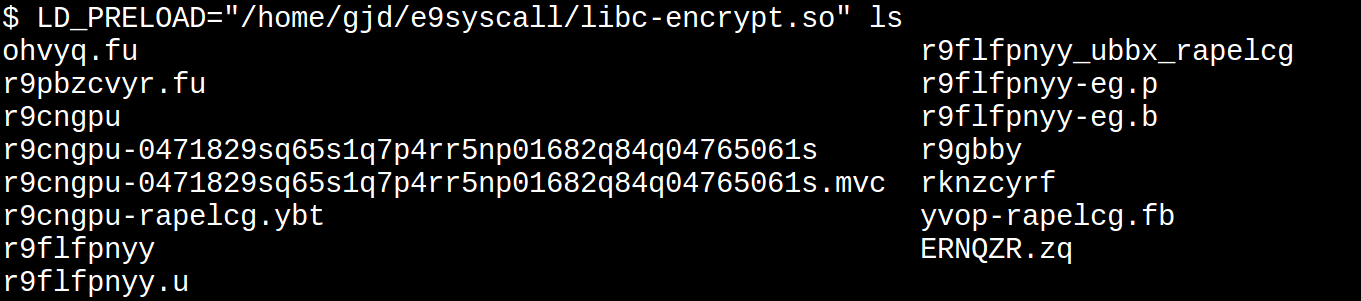 $ LD_PRELOAD="/home/gjd/e9syscall/libc-encrypt.so" ls
ohvyq.fu r9flfpnyy_ubbx_rapelcg
r9pbzcvyr.fu r9flfpnyy-eg.p
r9cngpu r9flfpnyy-eg.b
r9cngpu-0471829sq65s1q7p4rr5np01682q84q04765061s r9gbby
r9cngpu-0471829sq65s1q7p4rr5np01682q84q04765061s.mvc rknzcyrf
r9cngpu-rapelcg.ybt yvop-rapelcg.fb
r9flfpnyy ERNQZR.zq
r9flfpnyy.u